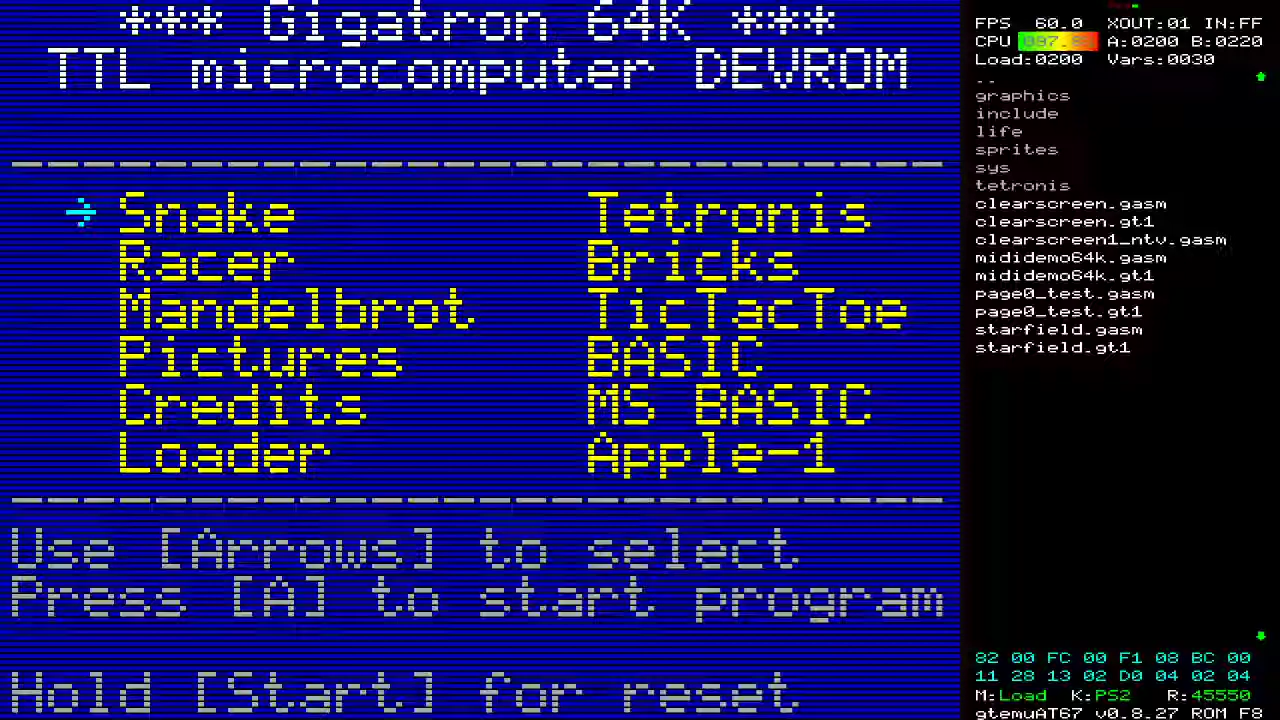 *** Gigatron 64K ***
TTL microcomputer DEVROM
→ Snake Tetronis
Racer Bricks
Mandelbrot TicTacToe
Pictures BASIC
Credits MS BASIC
Loader Apple-1
Use [Arrows] to select
Press [A] to start program
Hold [Start] for reset
FPS 60.0 XOUT:01 IN:FF
CPU A:0200 B:0220
Load:0200 Vars:0030
..
graphics
include
life
sprites
sys
tetronis
clearscreen.gasm
clearscreen.gt1
clearscreen1_ntv.gasm
mididemo64k.gasm
mididemo64k.gt1
page0_test.gasm
page0_test.gt1
starfield.gasm
starfield.gt1
82 00 FC 00 F1 08 BC 00
11 28 13 02 D0 04 02 04
M:Load K:PS2 R:45550
gtemuAT67 v0.8.27 ROM F8